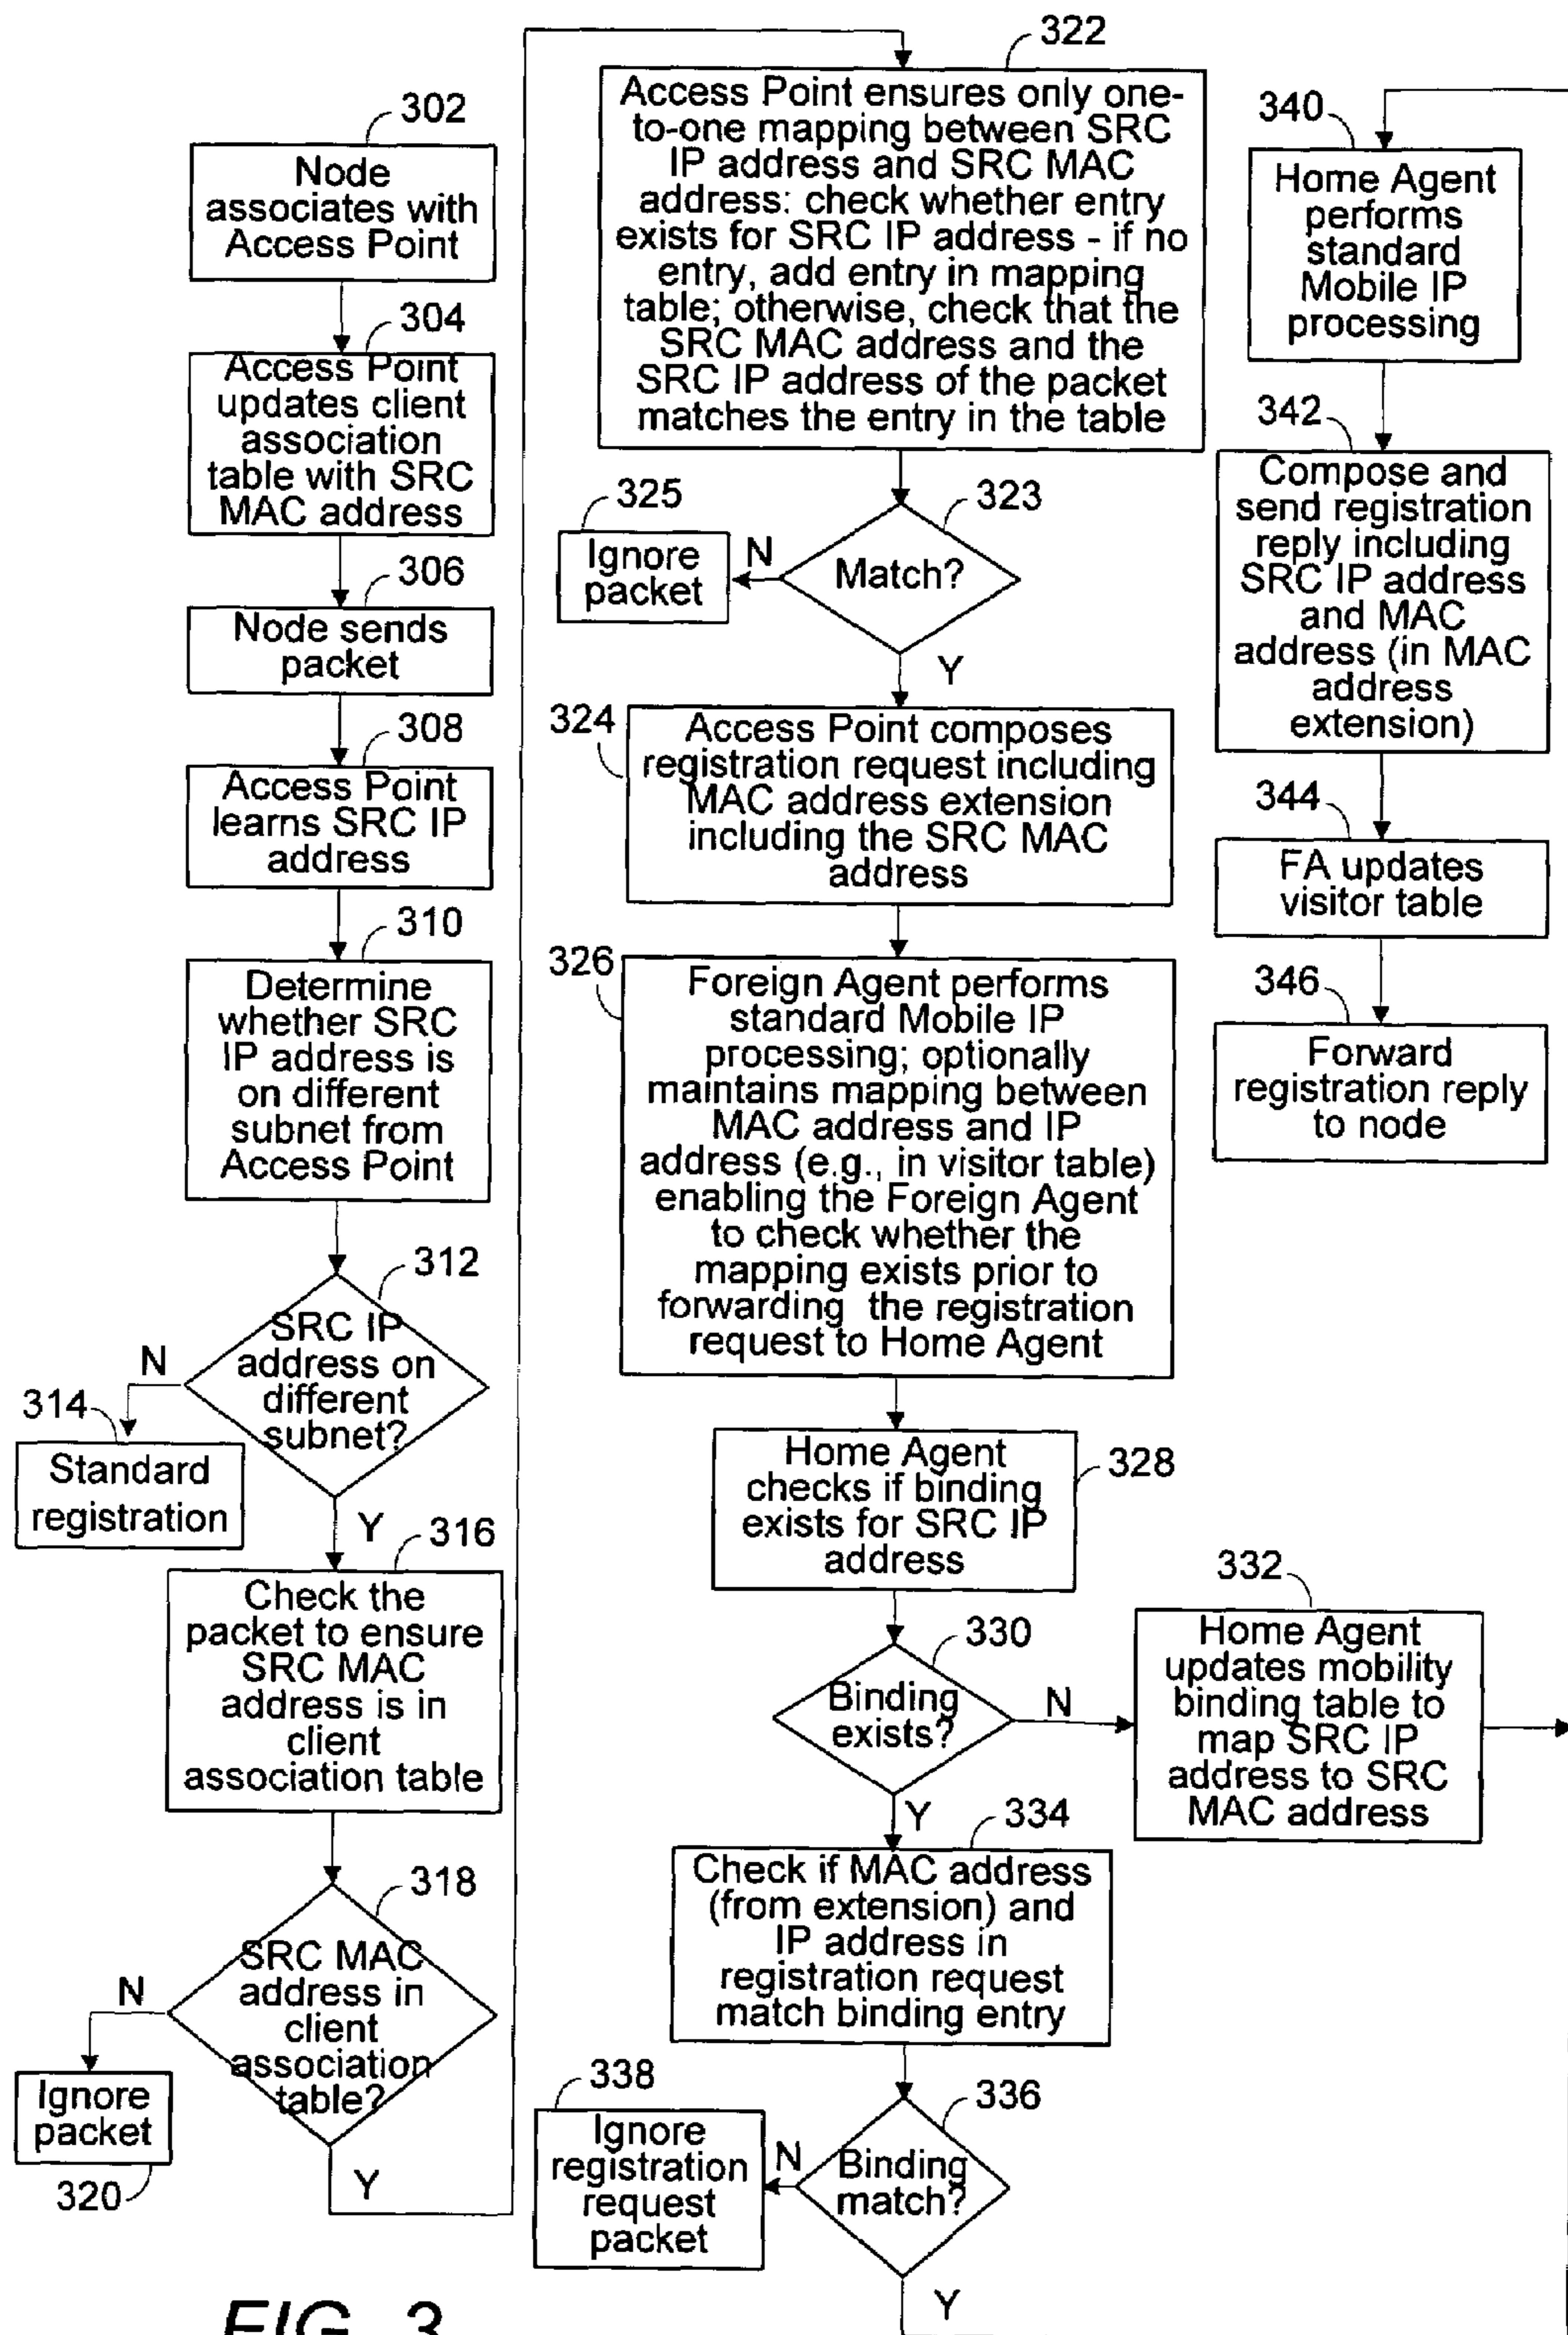 302
Node
associates with
Access Point
304
Access Point
updates client
association
table with SRC
MAC address
306
Node sends
packet
308
Access Point
learns SRC IP
address
310
Determine
whether SRC
IP address is
on different
subnet from
Access Point
312
SRC IP
address on
different
subnet?
N
314
Standard
registration
Y
316
Check the
packet to ensure
SRC MAC
address is in
client
association table
318
SRC MAC
address in
client
association
table?
N
Ignore
packet
320
Y
322
Access Point ensures only one-
to-one mapping between SRC
IP address and SRC MAC
address: check whether entry
exists for SRC IP address - if no
entry, add entry in mapping
table; otherwise, check that the
SRC MAC address and the
SRC IP address of the packet
matches the entry in the table
323
Match?
N
325
Ignore
packet
Y
324
Access Point composes
registration request including
MAC address extension
including the SRC MAC
address
326
Foreign Agent performs
standard Mobile IP
processing; optionally
maintains mapping between
MAC address and IP
address (e.g., in visitor table)
enabling the Foreign Agent
to check whether the
mapping exists prior to
forwarding the registration
request to Home Agent
Home Agent
checks if binding
exists for SRC IP
address
328
330
Binding
exists?
N
332
Home Agent
updates mobility
binding table to
map SRC IP
address to SRC
MAC address
Y
334
Check if MAC address
(from extension) and
IP address in
registration request
match binding entry
336
Binding
match?
N
338
Ignore
registration
request
packet
Y
340
Home Agent
performs
standard
Mobile IP
processing
342
Compose and
send registration
reply including
SRC IP address
and MAC
address (in MAC
address
extension)
344
FA updates
visitor table
346
Forward
registration reply
to node
FIG. 3